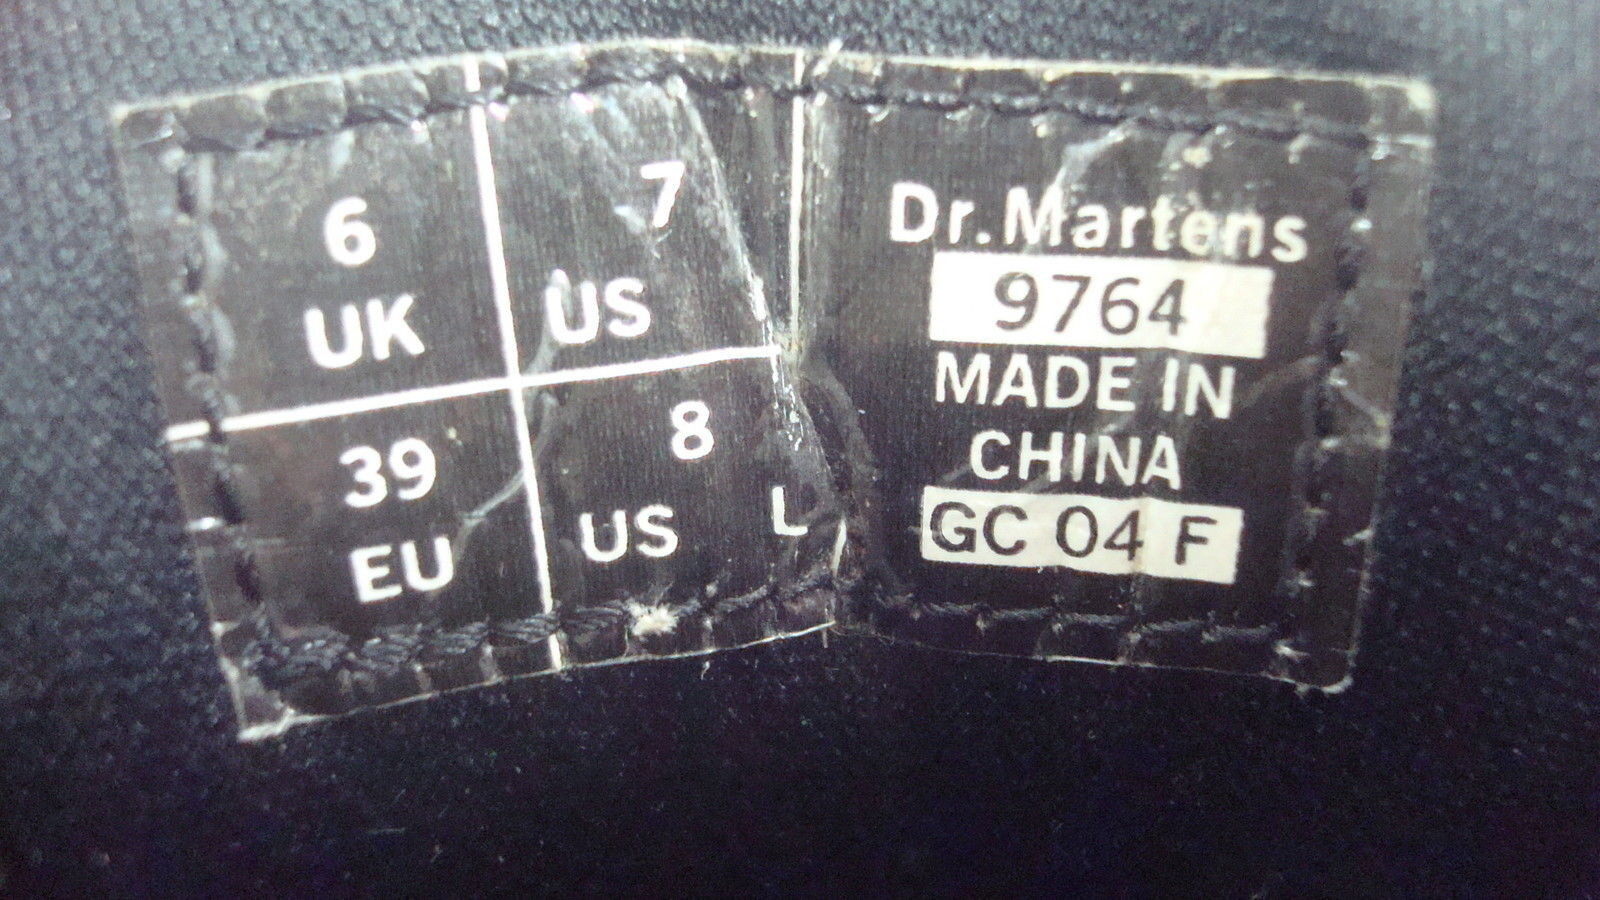 6
UK
7
US
39
EU
8
US L
Dr.Martens
9764
MADE IN
CHINA
GC 04 F